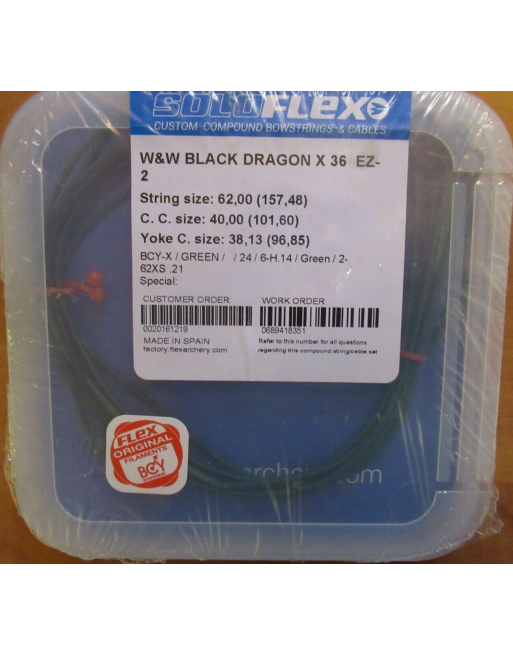 SOLOFLEX
CUSTOM COMPOUND BOWSTRINGS & CABLES
W&W BLACK DRAGON X 36 EZ-
2
String size: 62,00 (157,48)
C. C. size: 40,00 (101,60)
Yoke C. size: 38,13 (96,85)
BCY-X / GREEN / / 24 / 6-H.14 / Green / 2-
62XS .21
Special:
CUSTOMER ORDER: WORK ORDER:
0020161219 0689418351
MADE IN SPAIN Refer to this number for all questions
factory.flexarchery.com regarding this compound string/cable set
FLEX
ORIGINAL
FILAMENTS
BCY
archery.com